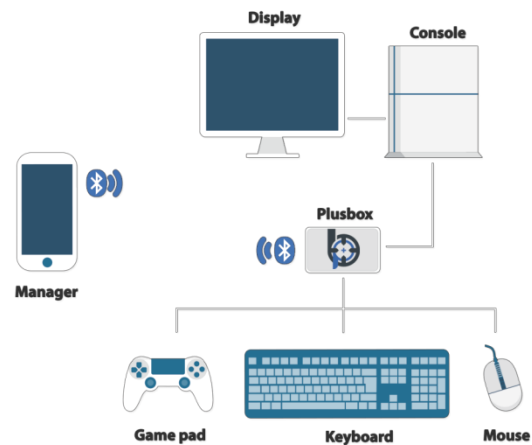 Display
Console
Plusbox
Manager
Game pad
Keyboard
Mouse